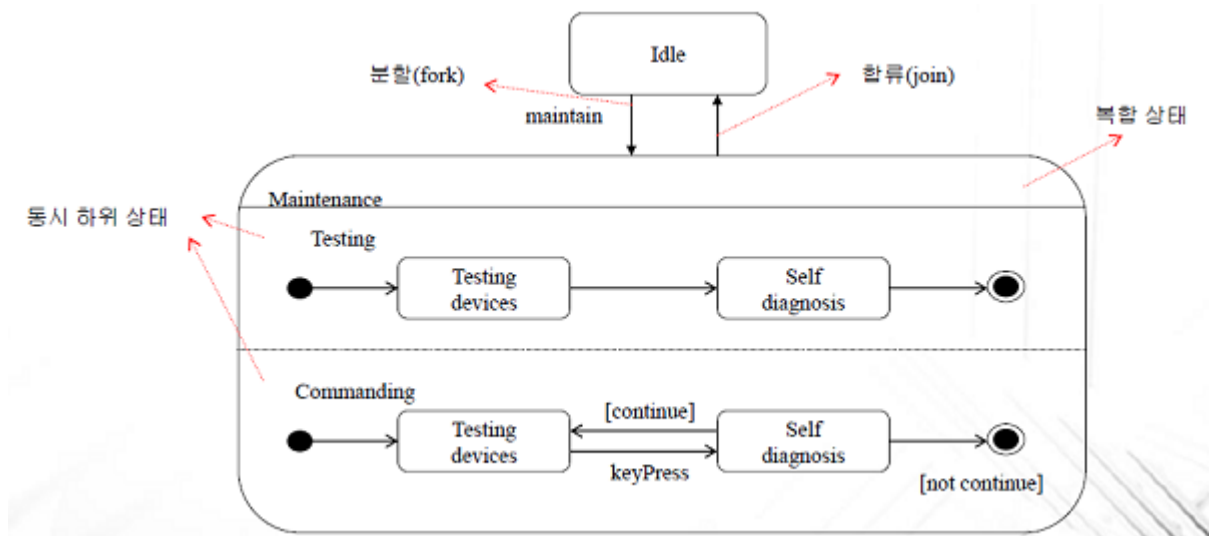 Idle
분할(fork)
합류(join)
maintain
복합 상태
Maintenance
동시 하위 상태
Testing
Testing
devices
Self
diagnosis
Commanding
[continue]
Testing
devices
Self
diagnosis
keyPress
[not continue]